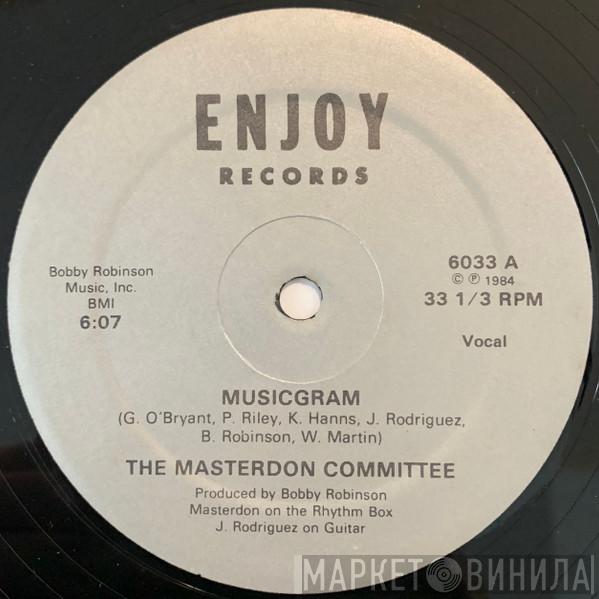 ENJOY
RECORDS
Bobby Robinson
Music, Inc.
BMI
6:07
6033 A
© ℗ 1984
33 1/3 RPM
Vocal
MUSICGRAM
(G. O'Bryant, P. Riley, K. Hanns, J. Rodriguez,
B. Robinson, W. Martin)
THE MASTERDON COMMITTEE
Produced by Bobby Robinson
Masterdon on the Rhythm Box
J. Rodriguez on Guitar
МАРКЕТ ВИНИЛА